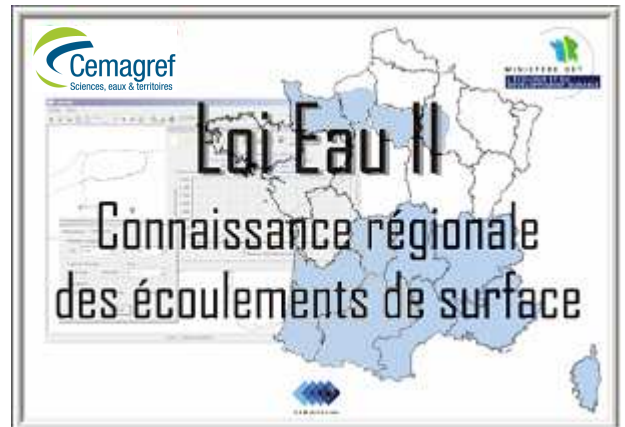 Cemagref
Sciences, eaux & territoires
Loi Eau II
Connaissance régionale
des écoulements de surface